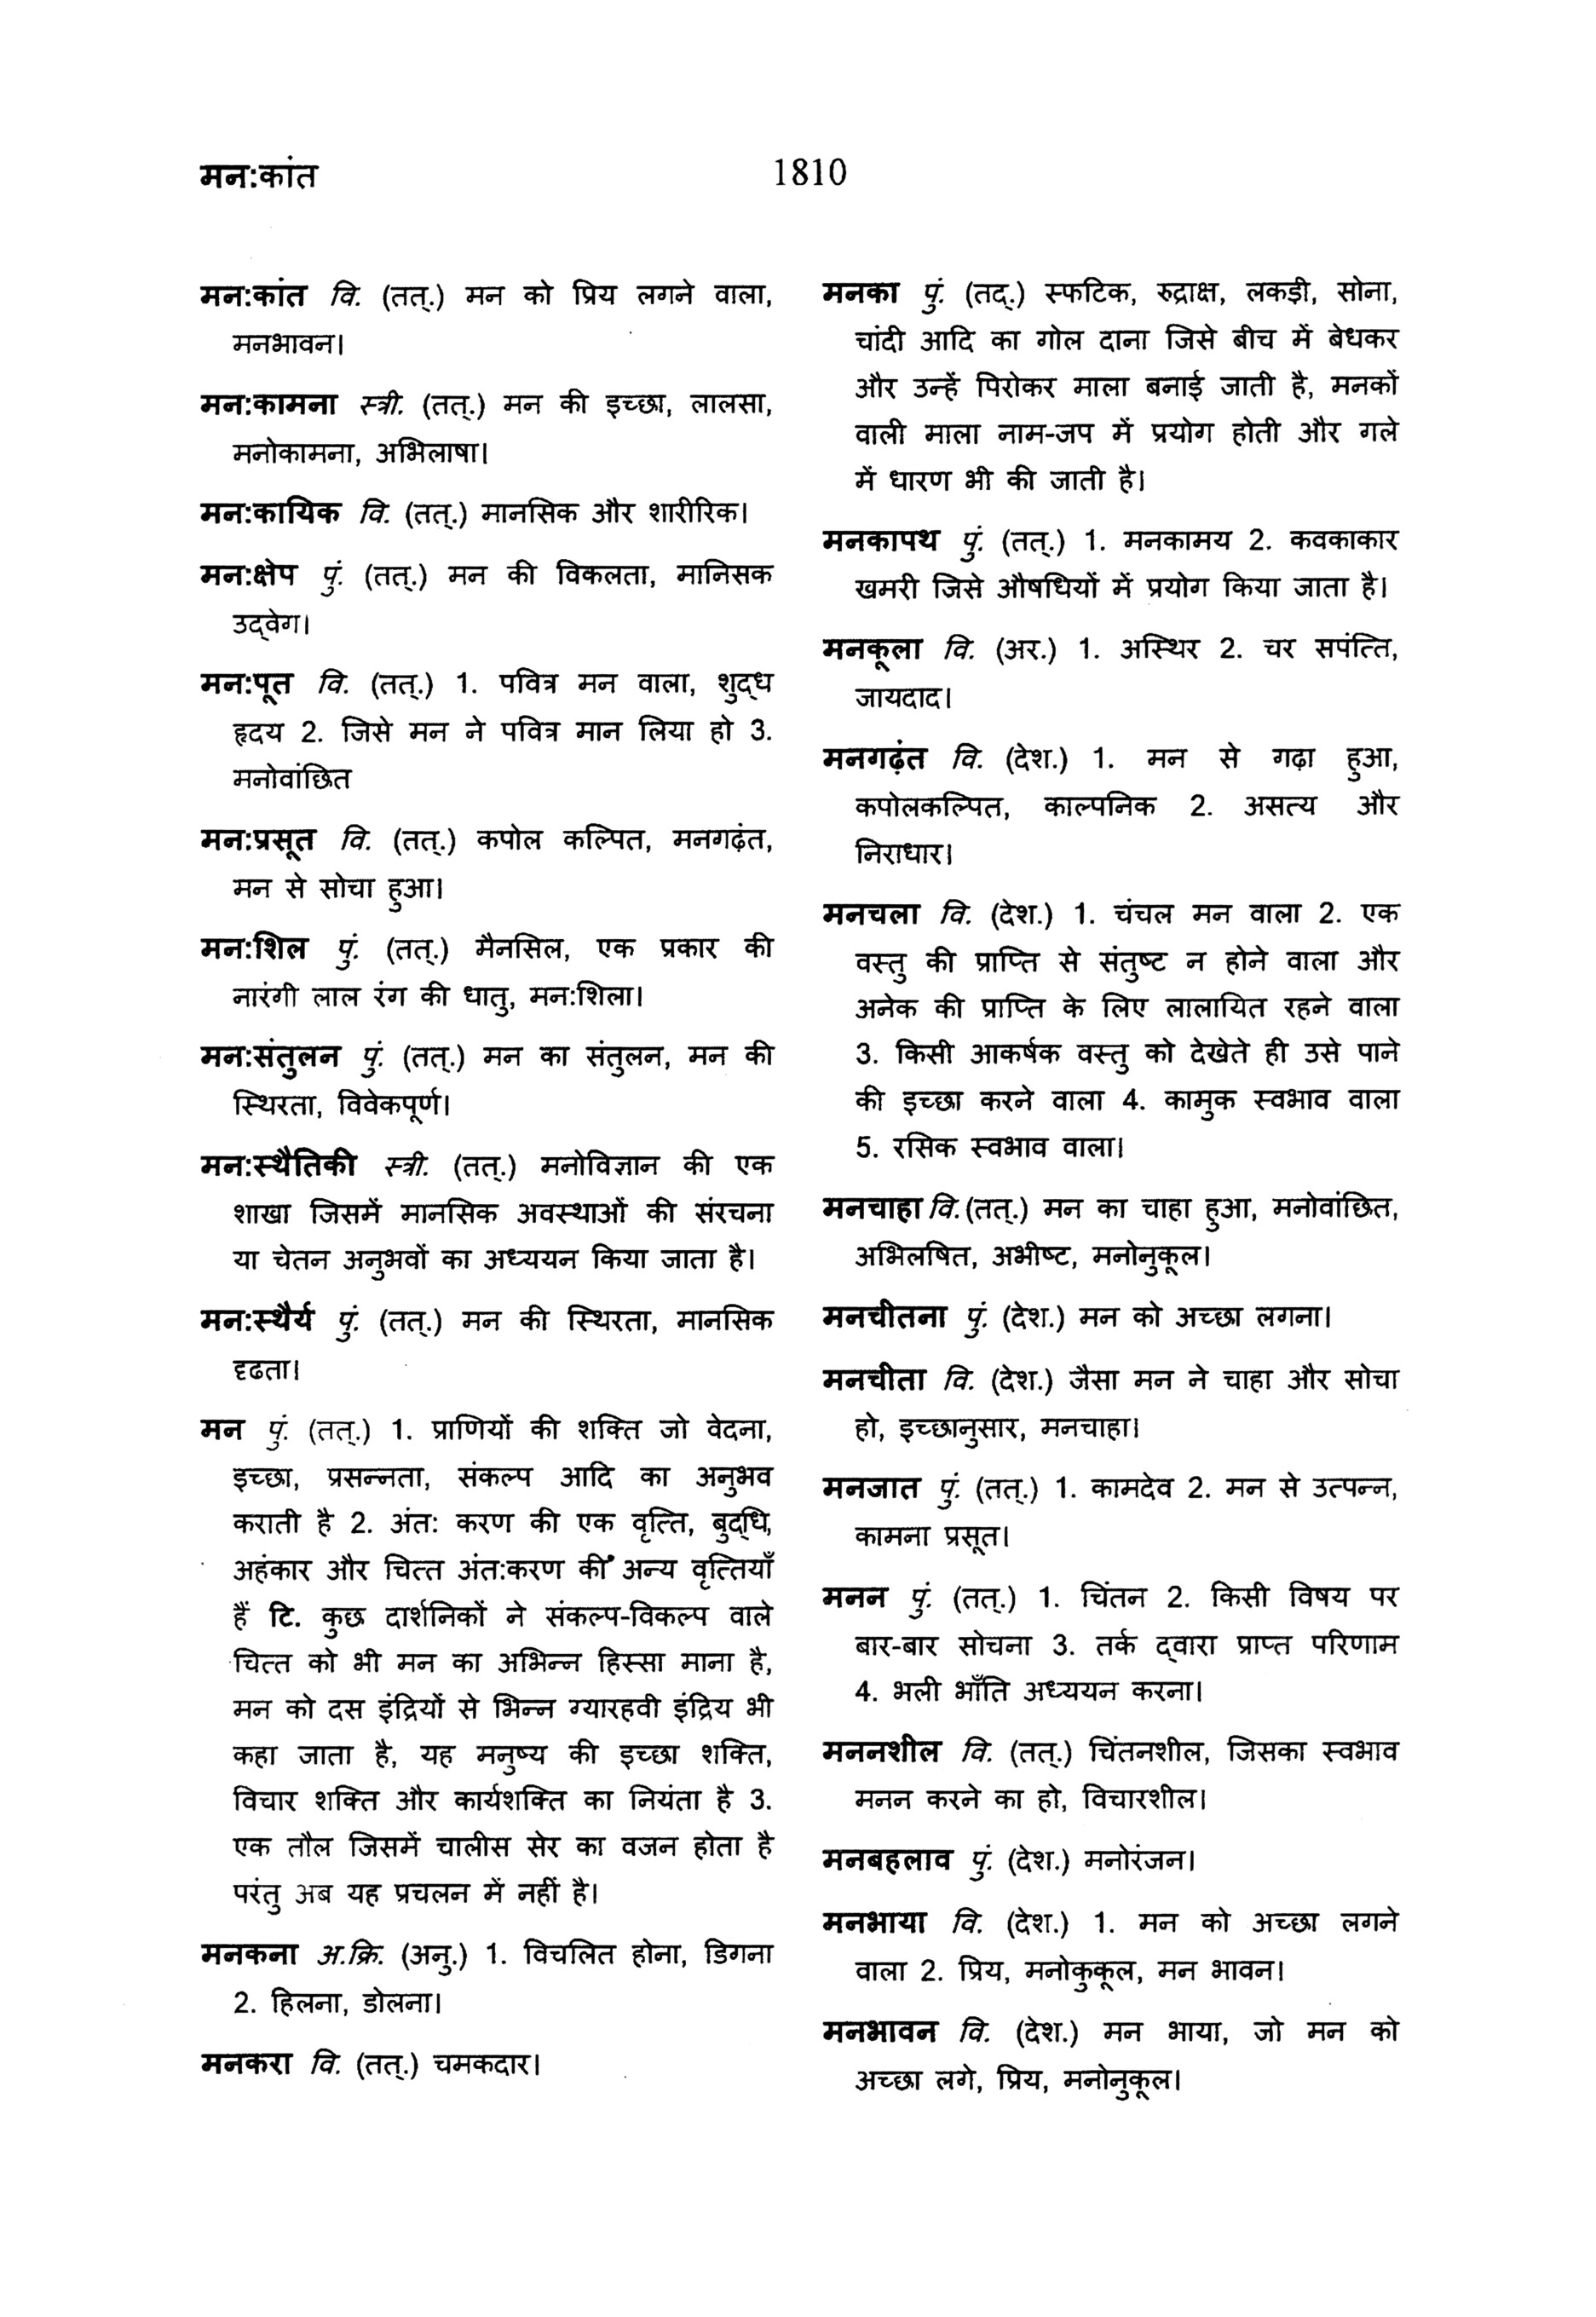 मन:कांत
1810
मन:कांत वि. (तत्.) मन को प्रिय लगने वाला,
मनभावन।
मन:कामना स्त्री. (तत्.) मन की इच्छा, लालसा,
मनोकामना, अभिलाषा।
मन:कायिक वि. (तत्.) मानसिक और शारीरिक।
मन:क्षेप पुं. (तत्.) मन की विकलता, मानिसक
उद्‌वेग।
मन:पूत वि. (तत्.) 1. पवित्र मन वाला, शुद्‌ध
हृदय 2. जिसे मन ने पवित्र मान लिया हो 3.
मनोवांछित
मन:प्रसूत वि. (तत्.) कपोल कल्पित, मनगढ़ंत,
मन से सोचा हुआ।
मन:शिल पुं. (तत्.) मैनसिल, एक प्रकार की
नारंगी लाल रंग की धातु, मन:शिला।
मन:संतुलन पुं. (तत्.) मन का संतुलन, मन की
स्थिरता, विवेकपूर्ण।
मन:स्थैतिकी स्त्री. (तत्.) मनोविज्ञान की एक
शाखा जिसमें मानसिक अवस्थाओं की संरचना
या चेतन अनुभवों का अध्ययन किया जाता है।
मन:स्थैर्य पुं. (तत्.) मन की स्थिरता, मानसिक
दृढता।
मन पुं. (तत्.) 1. प्राणियों की शक्ति जो वेदना,
इच्छा, प्रसन्नता, संकल्प आदि का अनुभव
कराती है 2. अंत: करण की एक वृत्ति, बुद्‌धि,
अहंकार और चित्त अंत:करण की अन्य वृत्तियाँ
हैं टि. कुछ दार्शनिकों ने संकल्प-विकल्प वाले
चित्त को भी मन का अभिन्न हिस्सा माना है,
मन को दस इंद्रियों से भिन्न ग्यारहवी इंद्रिय भी
कहा जाता है, यह मनुष्य की इच्छा शक्ति,
विचार शक्ति और कार्यशक्ति का नियंता है 3.
एक तौल जिसमें चालीस सेर का वजन होता है
परंतु अब यह प्रचलन में नहीं है।
मनकना अ.क्रि. (अनु.) 1. विचलित होना, डिगना
2. हिलना, डोलना।
मनकरा वि. (तत्.) चमकदार।
मनका पुं. (तद्.) स्फटिक, रुद्राक्ष, लकड़ी, सोना,
चांदी आदि का गोल दाना जिसे बीच में बेधकर
और उन्हें पिरोकर माला बनाई जाती है, मनकों
वाली माला नाम-जप में प्रयोग होती और गले
में धारण भी की जाती है।
मनकापथ पुं. (तत्.) 1. मनकामय 2. कवकाकार
खमरी जिसे औषधियों में प्रयोग किया जाता है।
मनकूला वि. (अर.) 1. अस्थिर 2. चर सपंत्ति,
जायदाद।
मनगढ़ंत वि. (देश.) 1. मन से गढ़ा हुआ,
कपोलकल्पित, काल्पनिक 2. असत्य और
निराधार।
मनचला वि. (देश.) 1. चंचल मन वाला 2. एक
वस्तु की प्राप्ति से संतुष्ट न होने वाला और
अनेक की प्राप्ति के लिए लालायित रहने वाला
3. किसी आकर्षक वस्तु को देखेते ही उसे पाने
की इच्छा करने वाला 4. कामुक स्वभाव वाला
5. रसिक स्वभाव वाला।
मनचाहा वि. (तत्.) मन का चाहा हुआ, मनोवांछित,
अभिलषित, अभीष्ट, मनोनुकूल।
मनचीतना पुं. (देश.) मन को अच्छा लगना।
मनचीता वि. (देश.) जैसा मन ने चाहा और सोचा
हो, इच्छानुसार, मनचाहा।
मनजात पुं. (तत्.) 1. कामदेव 2. मन से उत्पन्न,
कामना प्रसूत।
मनन पुं. (तत्.) 1. चिंतन 2. किसी विषय पर
बार-बार सोचना 3. तर्क द्‌वारा प्राप्त परिणाम
4. भली भाँति अध्ययन करना।
मननशील वि. (तत्.) चिंतनशील, जिसका स्वभाव
मनन करने का हो, विचारशील।
मनबहलाव पुं. (देश.) मनोरंजन।
मनभाया वि. (देश.) 1. मन को अच्छा लगने
वाला 2. प्रिय, मनोकुकूल, मन भावन।
मनभावन वि. (देश.) मन भाया, जो मन को
अच्छा लगे, प्रिय, मनोनुकूल।